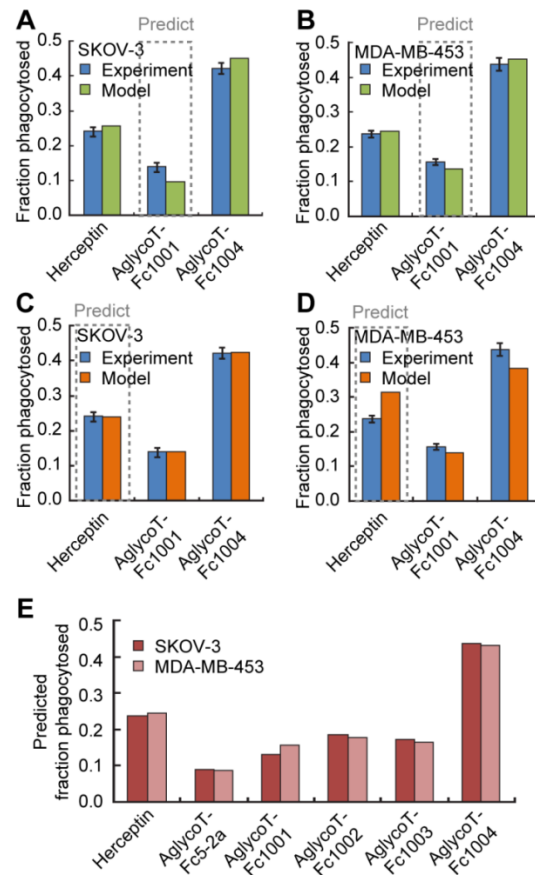 Predict
A
SKOV-3
Experiment
Model
Fraction phagocytosed
0.5
0.4
0.3
0.2
0.1
0.0
Herceptin
AglycoT-
Fc1001
AglycoT-
Fc1004
B
MDA-MB-453
Experiment
Model
Fraction phagocytosed
0.5
0.4
0.3
0.2
0.1
0.0
Herceptin
AglycoT-
Fc1001
AglycoT-
Fc1004
C
Predict
SKOV-3
Experiment
Model
Fraction phagocytosed
0.5
0.4
0.3
0.2
0.1
0.0
Herceptin
AglycoT-
Fc1001
AglycoT-
Fc1004
D
Predict
MDA-MB-453
Experiment
Model
Fraction phagocytosed
0.5
0.4
0.3
0.2
0.1
0.0
Herceptin
AglycoT-
Fc1001
AglycoT-
Fc1004
E
SKOV-3
MDA-MB-453
Predicted
fraction phagocytosed
0.5
0.4
0.3
0.2
0.1
0.0
Herceptin
AglycoT-
Fc5-2a
AglycoT-
Fc1001
AglycoT-
Fc1002
AglycoT-
Fc1003
AglycoT-
Fc1004